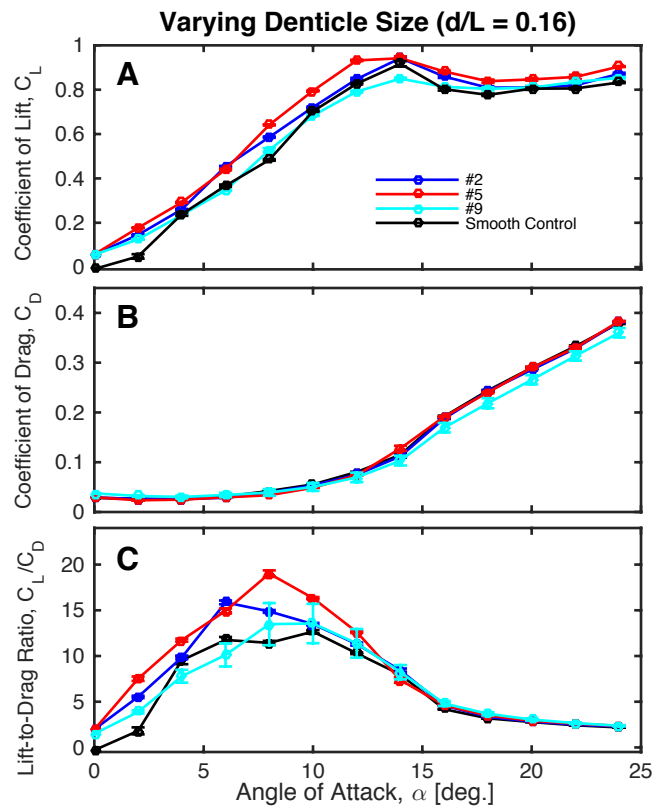 Varying Denticle Size (d/L = 0.16)
A
Coefficient of Lift, C_L
1
0.8
0.6
0.4
0.2
0
#2
#5
#9
Smooth Control
B
Coefficient of Drag, C_D
0.4
0.3
0.2
0.1
0
C
Lift-to-Drag Ratio, C_L/C_D
20
15
10
5
0
0 5 10 15 20 25
Angle of Attack, α [deg.]